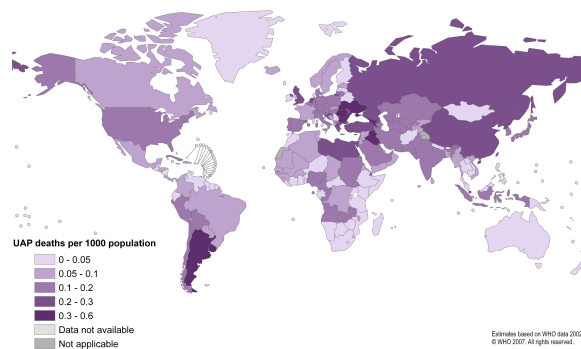 UAP deaths per 1000 population
0 - 0.05
0.05 - 0.1
0.1 - 0.2
0.2 - 0.3
0.3 - 0.6
Data not available
Not applicable
Estimates based on WHO data 2002
© WHO 2007. All rights reserved.